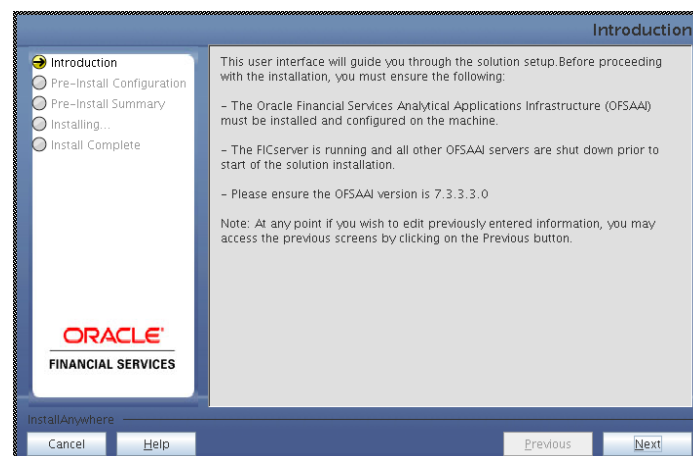 Introduction
Introduction
Pre-Install Configuration
Pre-Install Summary
Installing...
Install Complete
ORACLE'
FINANCIAL SERVICES
This user interface will guide you through the solution setup.Before proceeding
with the installation, you must ensure the following:
- The Oracle Financial Services Analytical Applications Infrastructure (OFSAAI)
must be installed and configured on the machine.
- The FICserver is running and all other OFSAAI servers are shut down prior to
start of the solution installation.
- Please ensure the OFSAAI version is 7.3.3.3.0
Note: At any point if you wish to edit previously entered information, you may
access the previous screens by clicking on the Previous button.
InstallAnywhere
Cancel
Help
Previous
Next